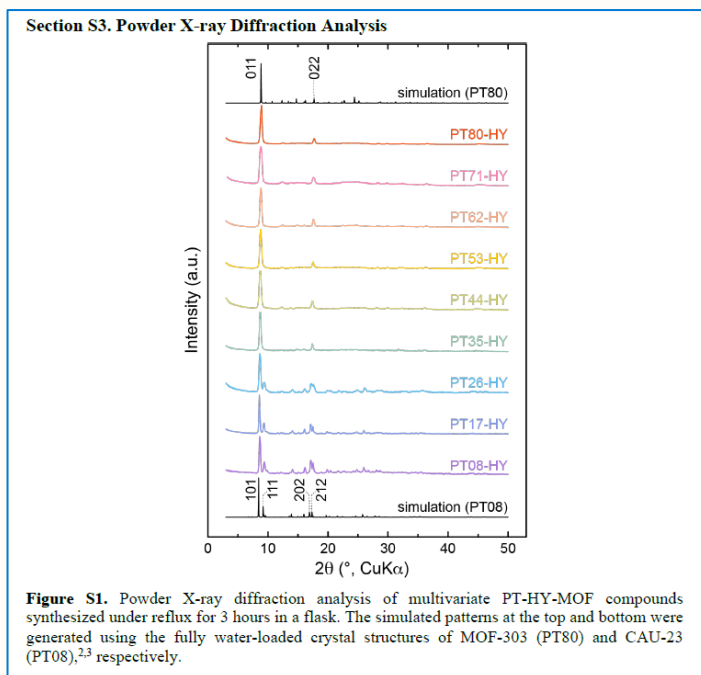 Section S3. Powder X-ray Diffraction Analysis
011
022
simulation (PT80)
PT80-HY
PT71-HY
PT62-HY
PT53-HY
PT44-HY
PT35-HY
PT26-HY
PT17-HY
PT08-HY
101
111
202
212
simulation (PT08)
Intensity (a.u.)
0 10 20 30 40 50
2θ (°, CuKα)
Figure S1. Powder X-ray diffraction analysis of multivariate PT-HY-MOF compounds
synthesized under reflux for 3 hours in a flask. The simulated patterns at the top and bottom were
generated using the fully water-loaded crystal structures of MOF-303 (PT80) and CAU-23
(PT08),2,3 respectively.